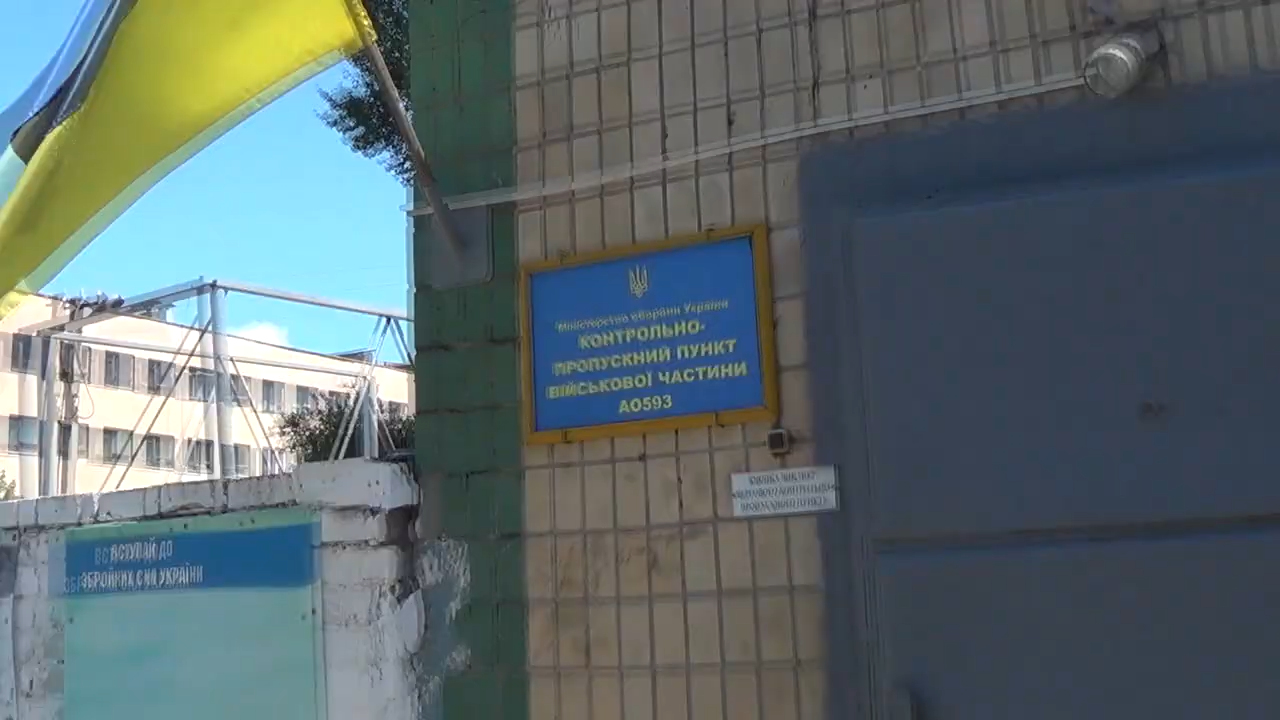 Міністерство оборони України
КОНТРОЛЬНО-
ПРОПУСКНИЙ ПУНКТ
ВІЙСЬКОВОЇ ЧАСТИНИ
А0593
ВСТУПАЙ ДО
ЗБРОЙНИХ СИЛ УКРАЇНИ